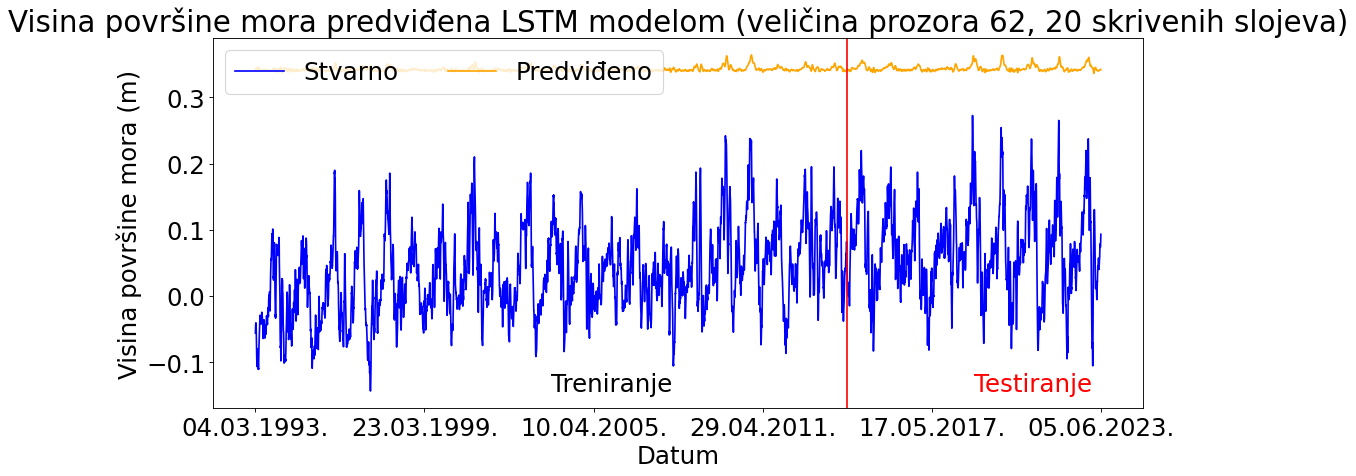 Visina površine mora predviđena LSTM modelom (veličina prozora 62, 20 skrivenih slojeva)
Stvarno Predviđeno
Visina površine mora (m)
0.3
0.2
0.1
0.0
−0.1
Treniranje Testiranje
04.03.1993. 23.03.1999. 10.04.2005. 29.04.2011. 17.05.2017. 05.06.2023.
Datum